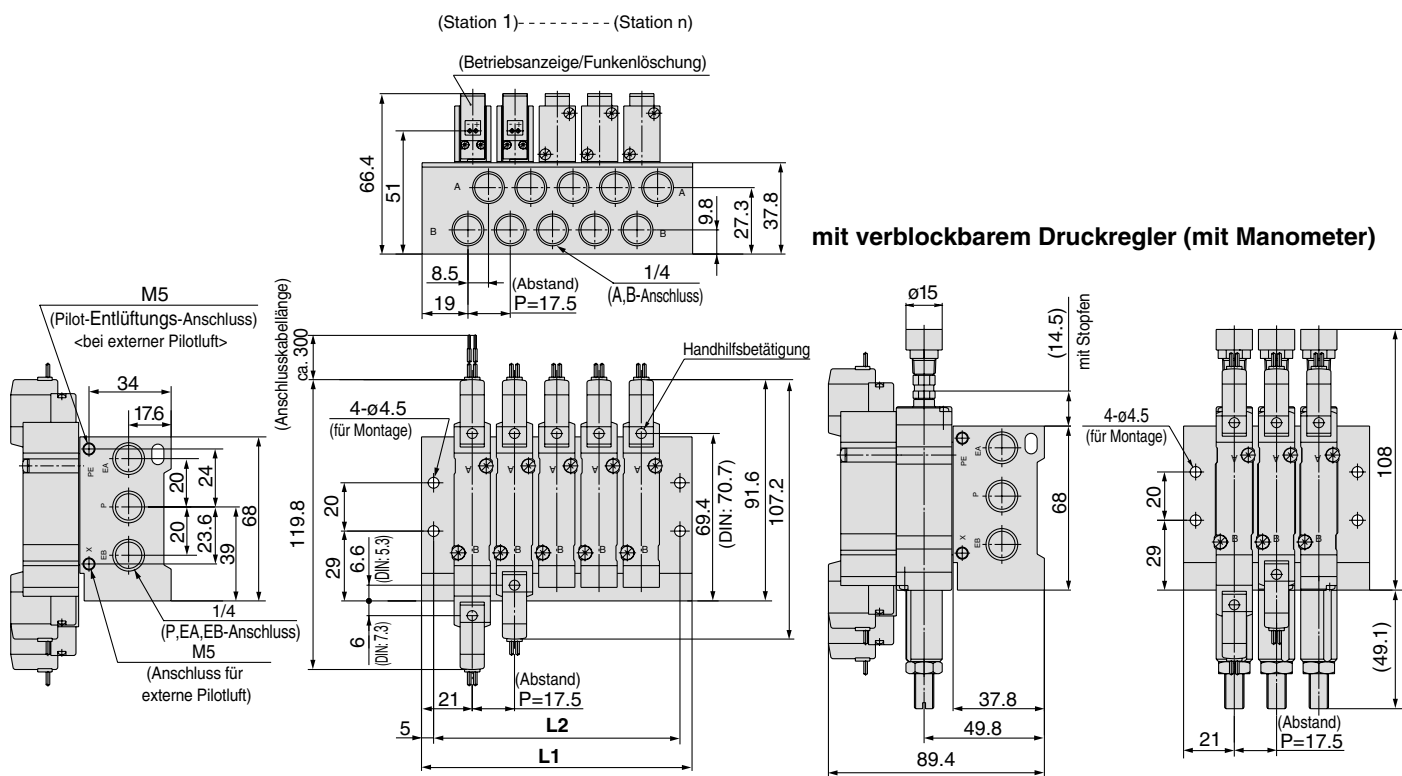 (Station 1)---------(Station n)
(Betriebsanzeige/Funkenlöschung)
66.4
51
A
A
B
B
9.8
27.3
37.8
8.5
19
(Abstand)
P=17.5
1/4
(A,B-Anschluss)
mit verblockbarem Druckregler (mit Manometer)
M5
(Pilot-Entlüftungs-Anschluss)
<bei externer Pilotluft>
34
17.6
PE
EA
P
X
EB
20
20
24
23.6
39
68
1/4
(P,EA,EB-Anschluss)
M5
(Anschluss für
externe Pilotluft)
(Anschlusskabellänge)
ca. 300
Handhilfsbetätigung
4-ø4.5
(für Montage)
119.8
20
29
6.6
(DIN: 5.3)
6
(DIN: 7.3)
A A A A A
B B B B B
69.4
(DIN: 70.7)
91.6
107.2
21
(Abstand)
P=17.5
5
L2
L1
ø15
(14.5)
mit Stopfen
PE
EA
P
X
EB
68
37.8
49.8
89.4
4-ø4.5
(für Montage)
20
29
A A A
B B B
108
(49.1)
21
(Abstand)
P=17.5